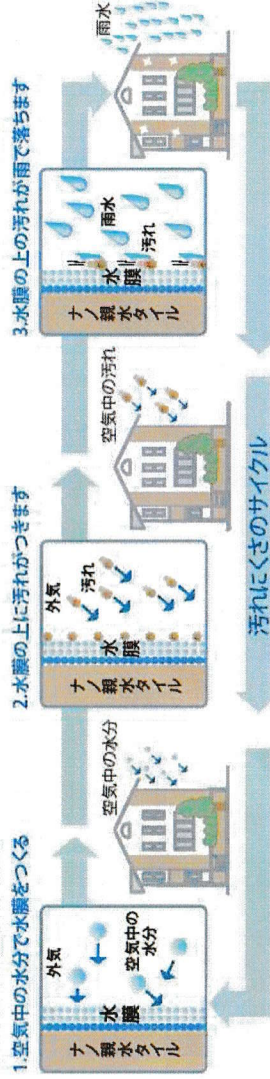 1.空気中の水分で水膜をつくる
外気
空気中の
水分
水膜
ナノ親水タイル
空気中の水分
2.水膜の上に汚れがつきます
外気
汚れ
水膜
ナノ親水タイル
空気中の汚れ
3.水膜の上の汚れが雨で落ちます
雨水
汚れ
水膜
ナノ親水タイル
雨水
汚れにくさのサイクル